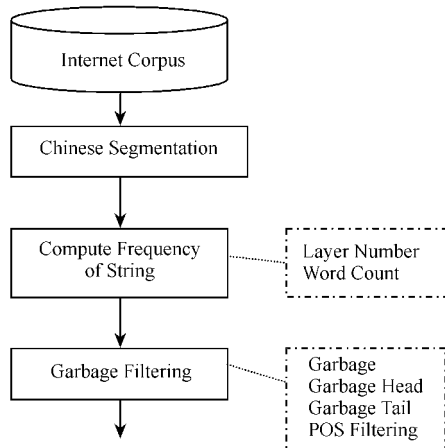 Internet Corpus
Chinese Segmentation
Compute Frequency
of String
Layer Number
Word Count
Garbage Filtering
Garbage
Garbage Head
Garbage Tail
POS Filtering